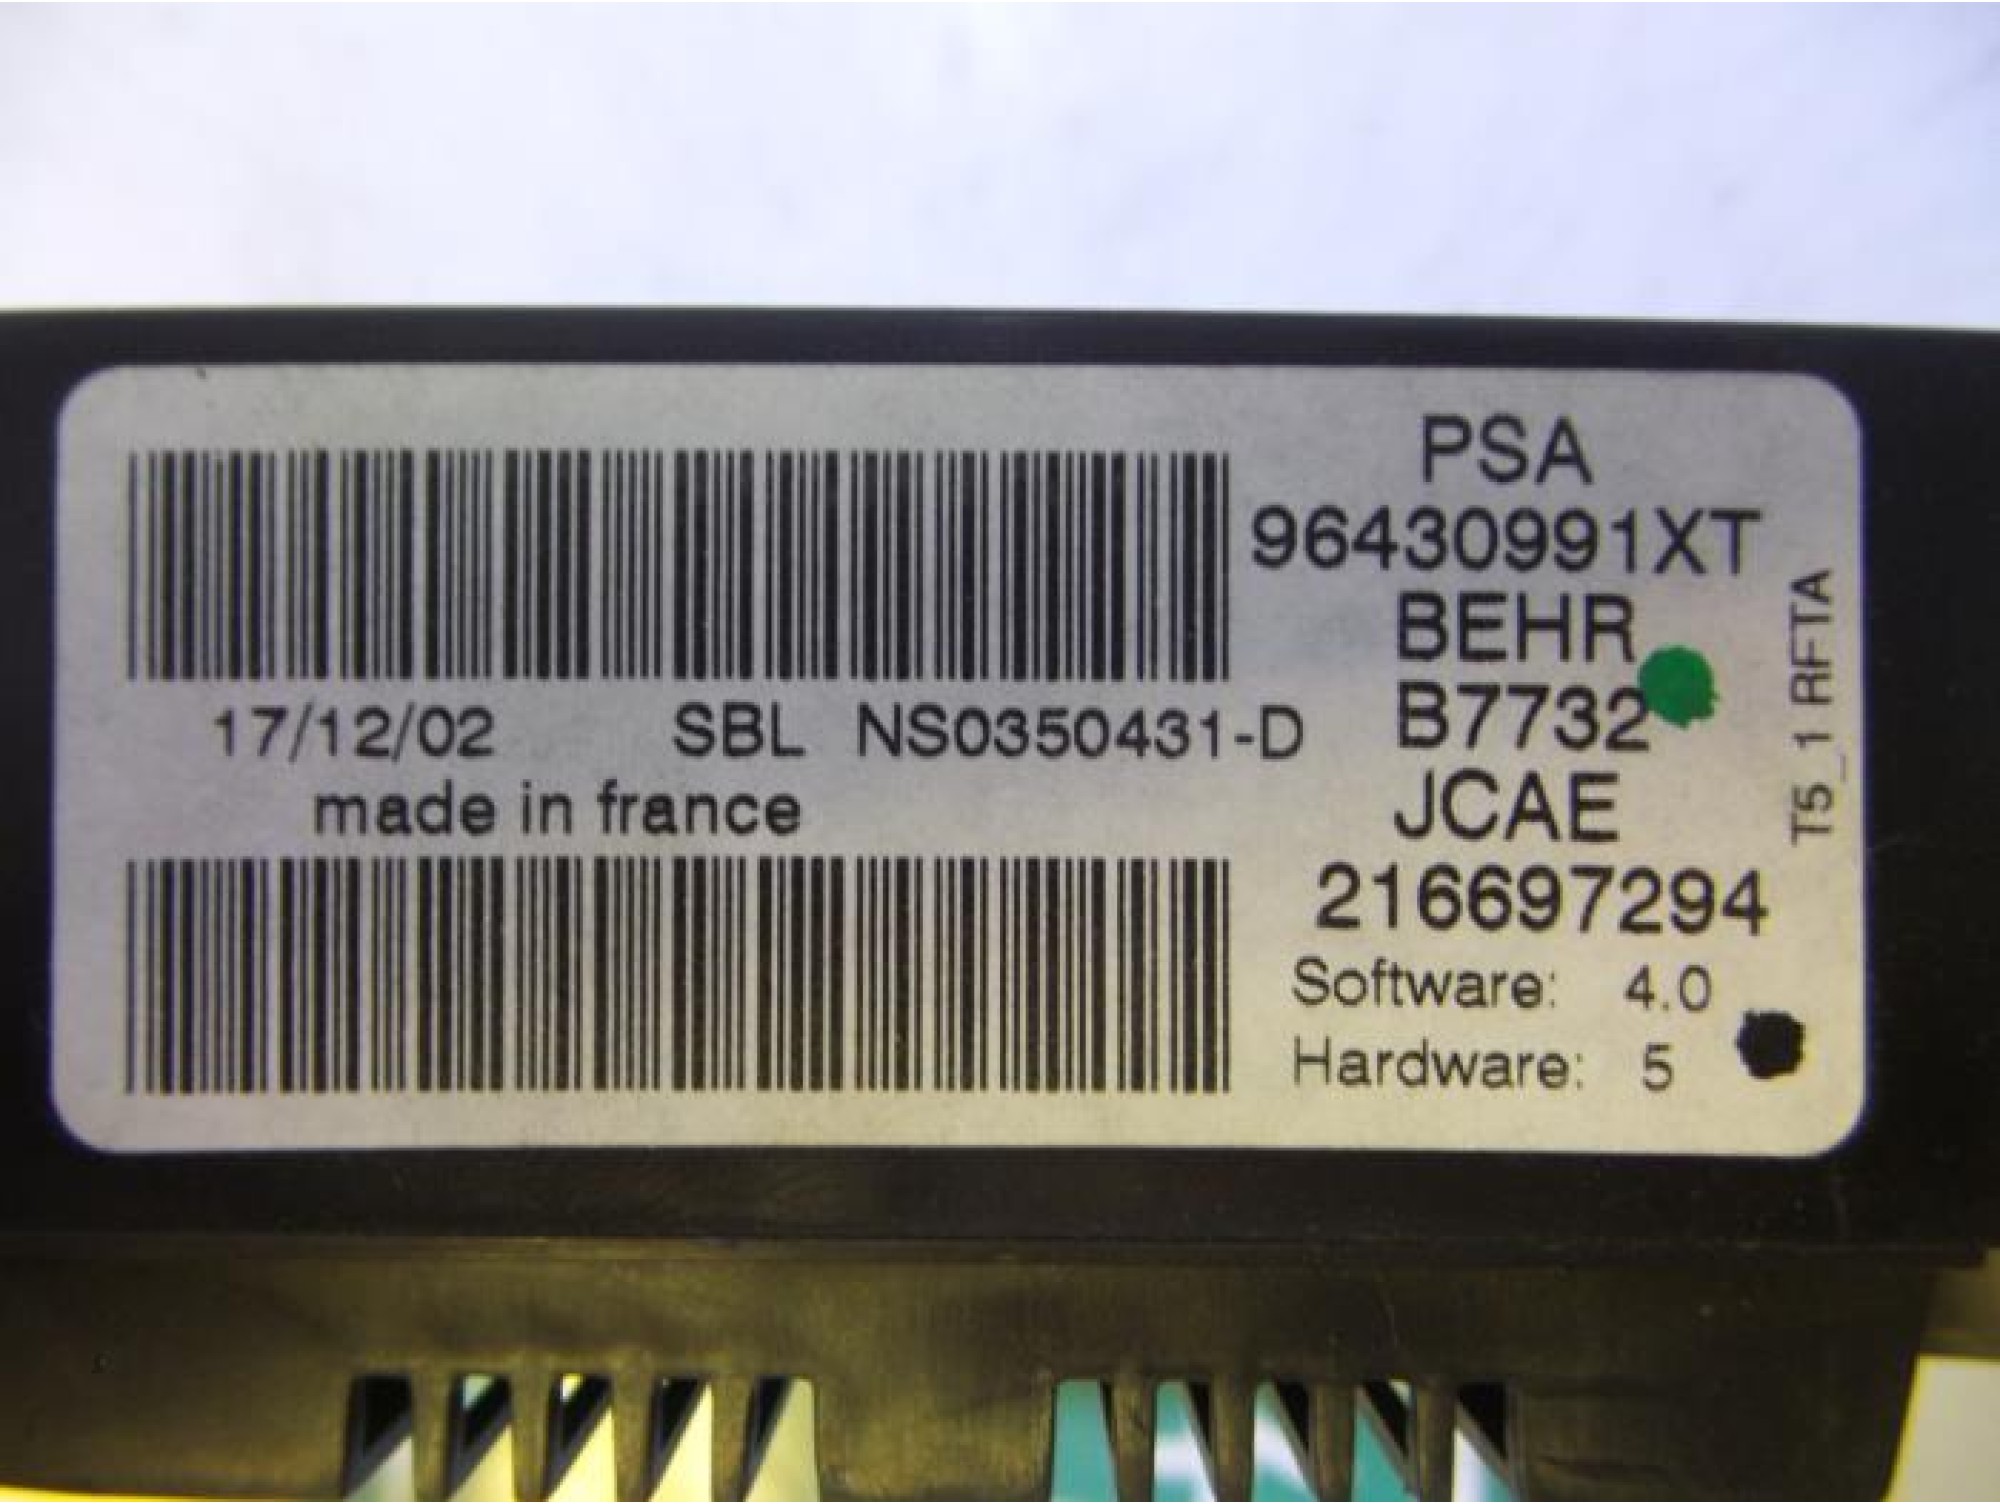 PSA
96430991XT
BEHR
B7732
JCAE
216697294
Software: 4.0
Hardware: 5
T5_1 RFTA
17/12/02 SBL NS0350431-D
made in france